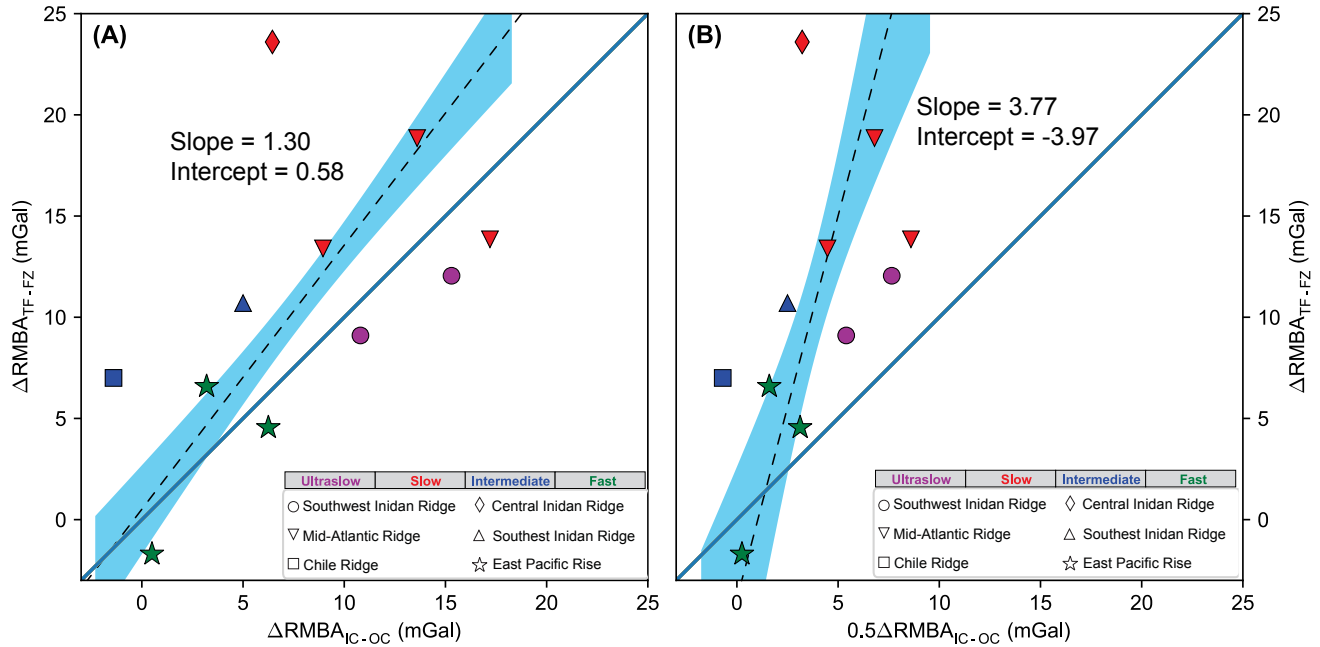 (A)
Slope = 1.30
Intercept = 0.58
25
20
15
10
5
0
ΔRMBA_TF-FZ (mGal)
Ultraslow Slow Intermediate Fast
Southwest Inidan Ridge Central Inidan Ridge
Mid-Atlantic Ridge Southest Inidan Ridge
Chile Ridge East Pacific Rise
0 5 10 15 20 25
ΔRMBA_IC-OC (mGal)
(B)
Slope = 3.77
Intercept = -3.97
25
20
15
10
5
0
ΔRMBA_TF-FZ (mGal)
Ultraslow Slow Intermediate Fast
Southwest Inidan Ridge Central Inidan Ridge
Mid-Atlantic Ridge Southest Inidan Ridge
Chile Ridge East Pacific Rise
0 5 10 15 20 25
0.5ΔRMBA_IC-OC (mGal)